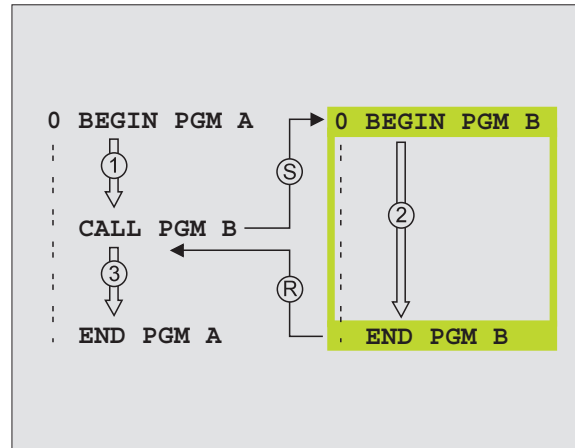 0 BEGIN PGM A
1
CALL PGM B
3
END PGM A
S
R
0 BEGIN PGM B
2
END PGM B